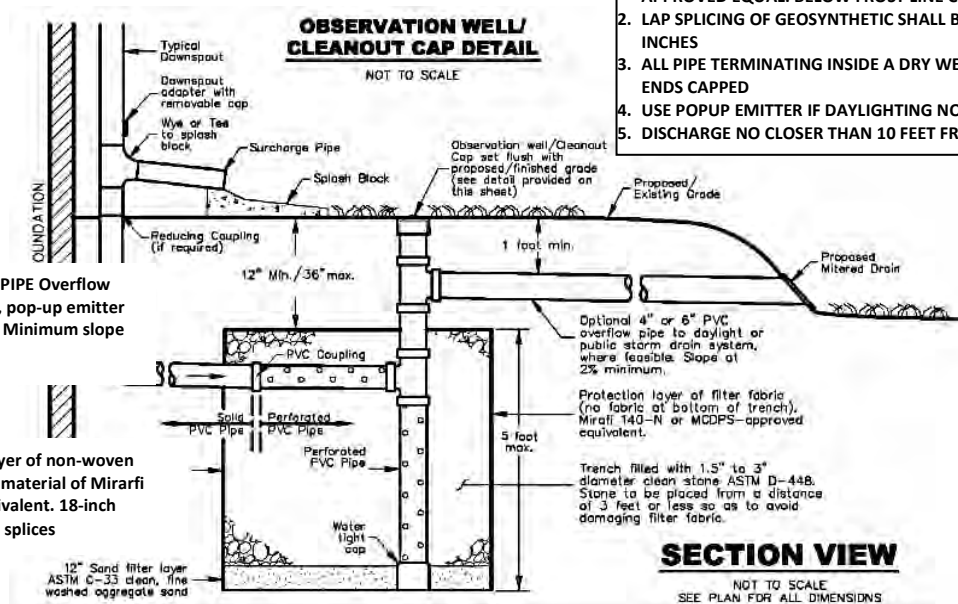 OBSERVATION WELL/
CLEANOUT CAP DETAIL
NOT TO SCALE
2. LAP SPLICING OF GEOSYNTHETIC SHALL B
INCHES
3. ALL PIPE TERMINATING INSIDE A DRY WE
ENDS CAPPED
4. USE POPUP EMITTER IF DAYLIGHTING NO
5. DISCHARGE NO CLOSER THAN 10 FEET FR
Typical
Downspout
Downspout
adapter with
removable cap
Wye or Tee
to splash
block
Surcharge Pipe
Splash Block
Observation well/Cleanout
Cap set flush with
proposed/finished grade
(see detail provided on
this sheet)
Proposed/
Existing Grade
OUNDATION
Reducing Coupling
(if required)
12" Min./36" max.
1 foot min.
Proposed
Mitered Drain
PIPE Overflow
, pop-up emitter
Minimum slope
Optional 4" or 6" PVC
overflow pipe to daylight or
public storm drain system,
where feasible. Slope at
2% minimum.
PVC Coupling
Solid
PVC Pipe
Perforated
PVC Pipe
Perforated
PVC Pipe
5 foot
max.
Protection layer of filter fabric
(no fabric at bottom of trench).
Mirafi 140-N or MCDPS-approved
equivalent.
yer of non-woven
material of Mirarfi
ivalent. 18-inch
splices
Trench filled with 1.5" to 3"
diameter clean stone ASTM D-448.
Stone to be placed from a distance
of 3 feet or less so as to avoid
damaging filter fabric.
Water
tight
cap
12" Sand filter layer
ASTM C-33 clean, fine
washed aggregate sand
SECTION VIEW
NOT TO SCALE
SEE PLAN FOR ALL DIMENSIONS